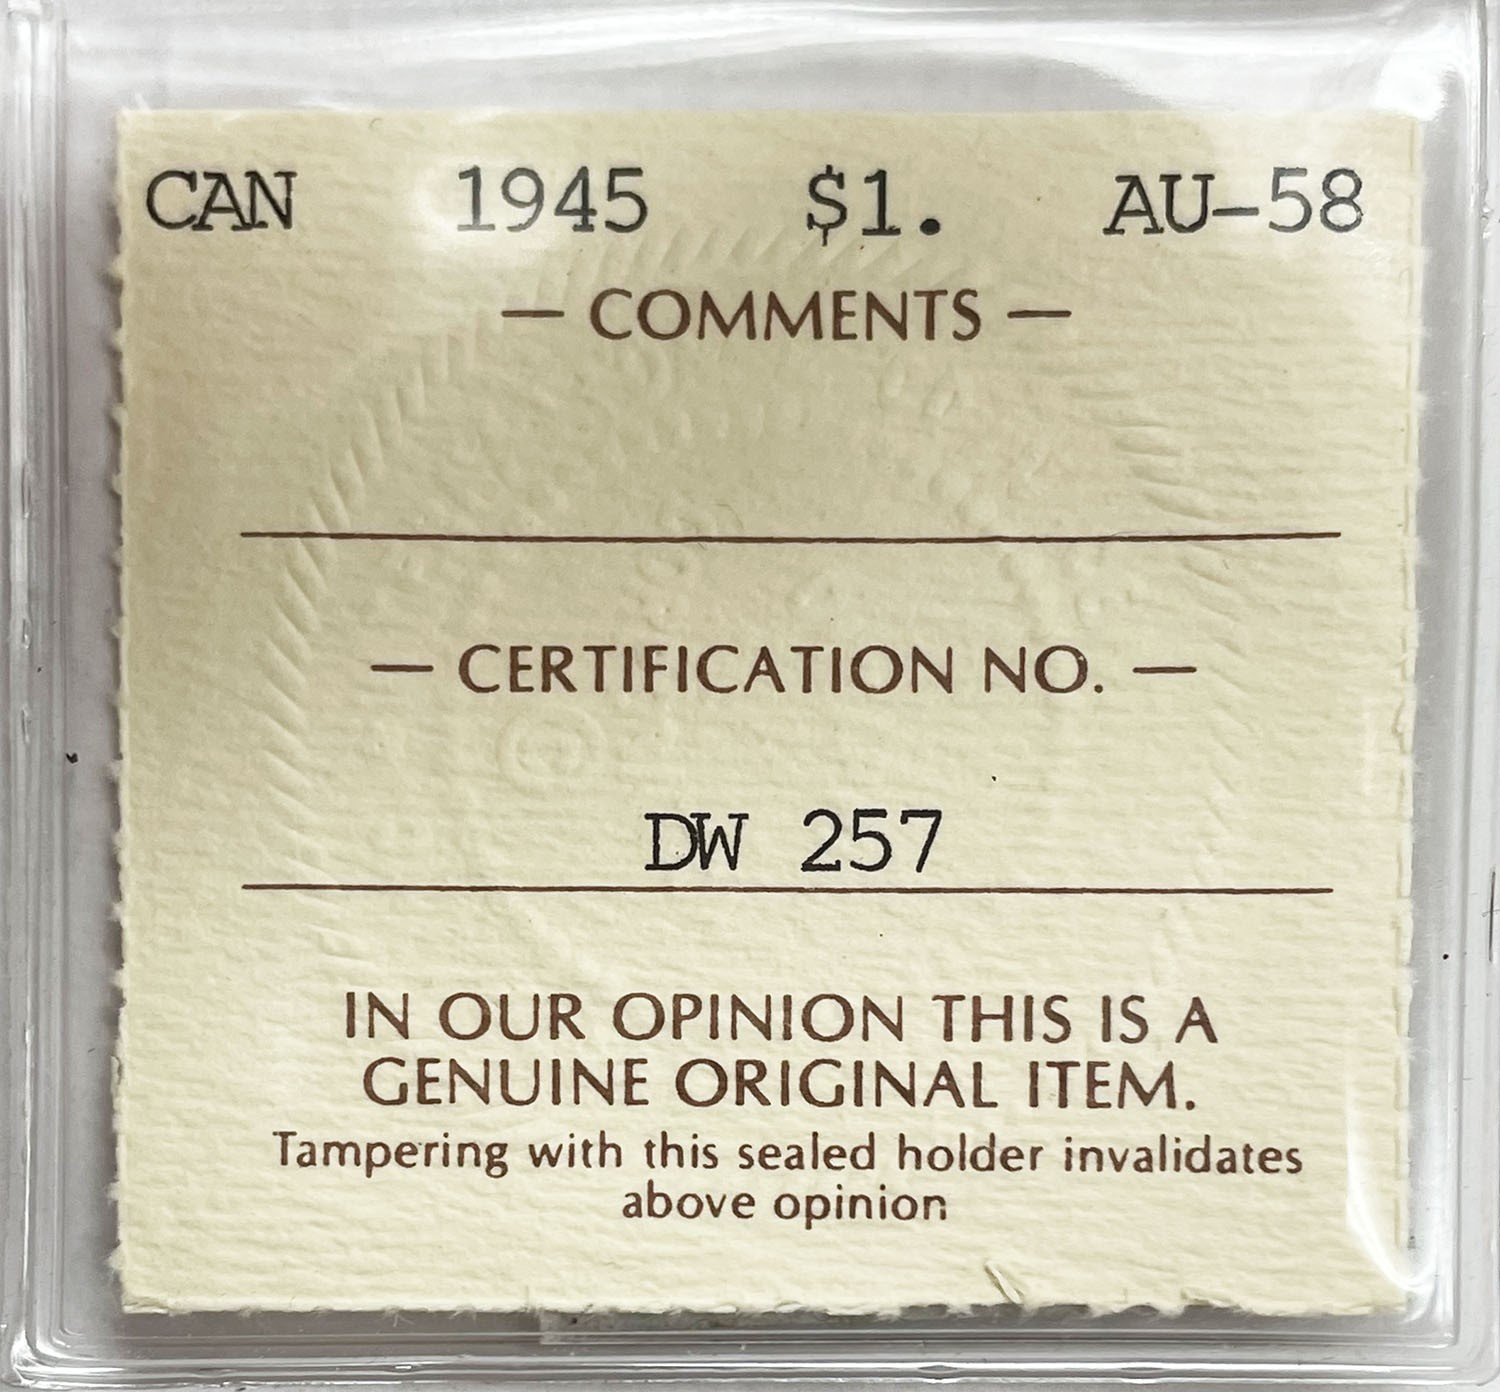 CAN 1945 $1. AU-58
— COMMENTS —
— CERTIFICATION NO. —
DW 257
IN OUR OPINION THIS IS A
GENUINE ORIGINAL ITEM.
Tampering with this sealed holder invalidates
above opinion